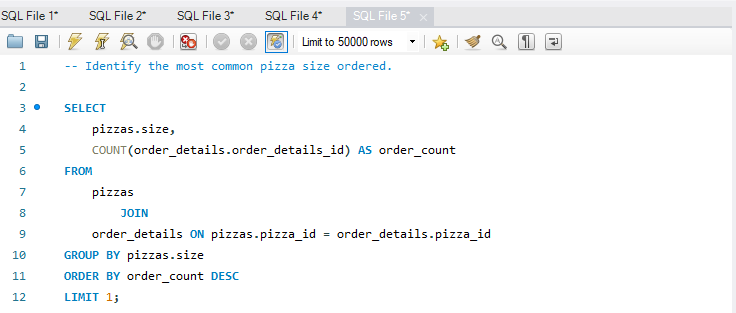 SQL File 1* SQL File 2* SQL File 3* SQL File 4* SQL File 5*
Limit to 50000 rows
1 -- Identify the most common pizza size ordered.
2
3 SELECT
4 pizzas.size,
5 COUNT(order_details.order_details_id) AS order_count
6 FROM
7 pizzas
8 JOIN
9 order_details ON pizzas.pizza_id = order_details.pizza_id
10 GROUP BY pizzas.size
11 ORDER BY order_count DESC
12 LIMIT 1;